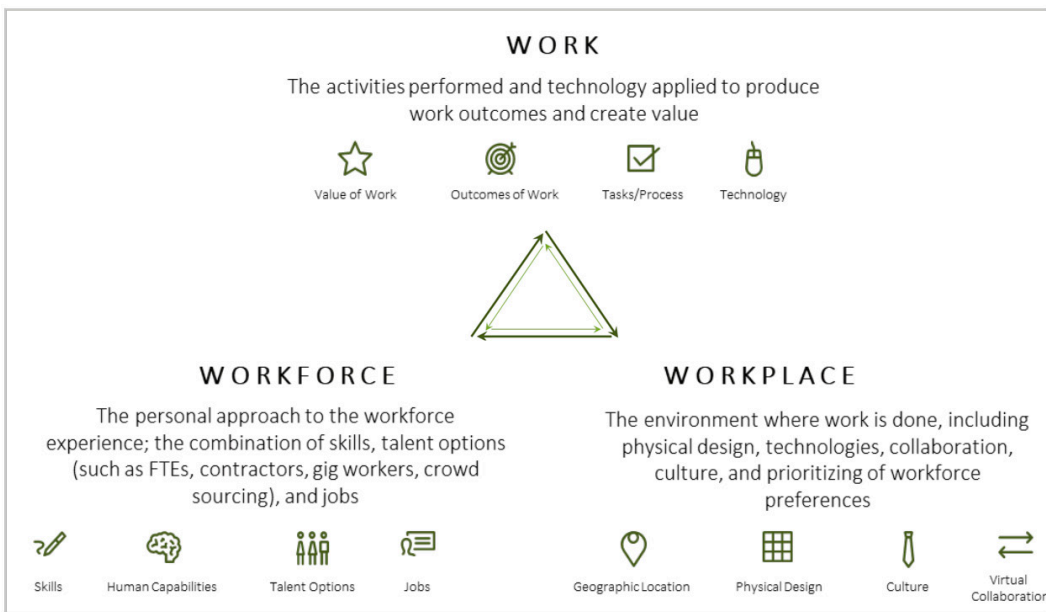 WORK
The activities performed and technology applied to produce
work outcomes and create value
Value of Work
Outcomes of Work
Tasks/Process
Technology
WORKFORCE
The personal approach to the workforce
experience; the combination of skills, talent options
(such as FTEs, contractors, gig workers, crowd
sourcing), and jobs
Skills
Human Capabilities
Talent Options
Jobs
WORKPLACE
The environment where work is done, including
physical design, technologies, collaboration,
culture, and prioritizing of workforce
preferences
Geographic Location
Physical Design
Culture
Virtual
Collaboration